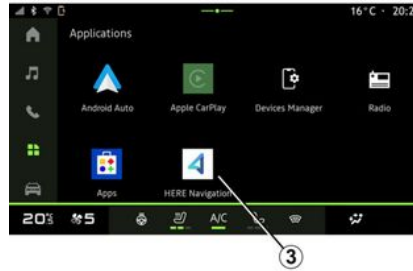 16°C · 20:2
Applications
Android Auto
Apple CarPlay
Devices Manager
Radio
Apps
HERE Navigation
20.5 5 A/C
3